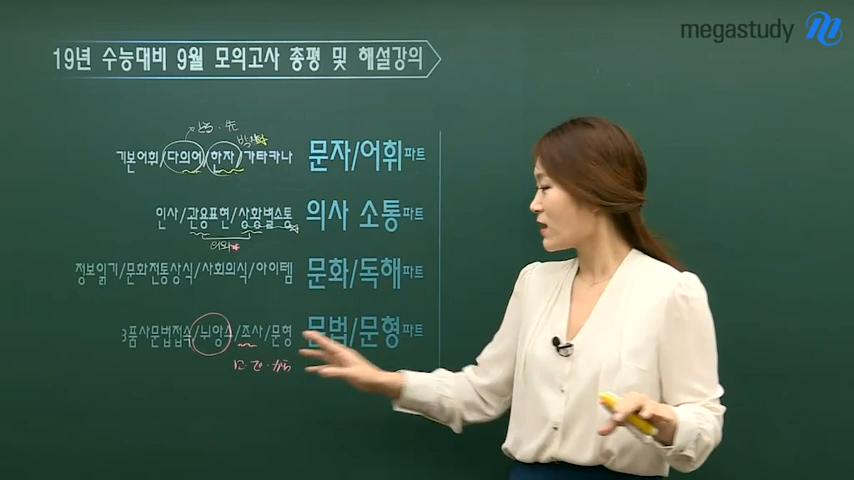 megastudy
19년 수능대비 9월 모의고사 총평 및 해설강의
기본어휘/다의어/한자/가타카나 문자/어휘파트
인사/관용표현/상황별소통 의사 소통파트
정보읽기/문화전통상식/사회의식/아이템 문화/독해파트
3품사문법접속/뉘앙스/조사/문형 문법/문형파트
に·で·から